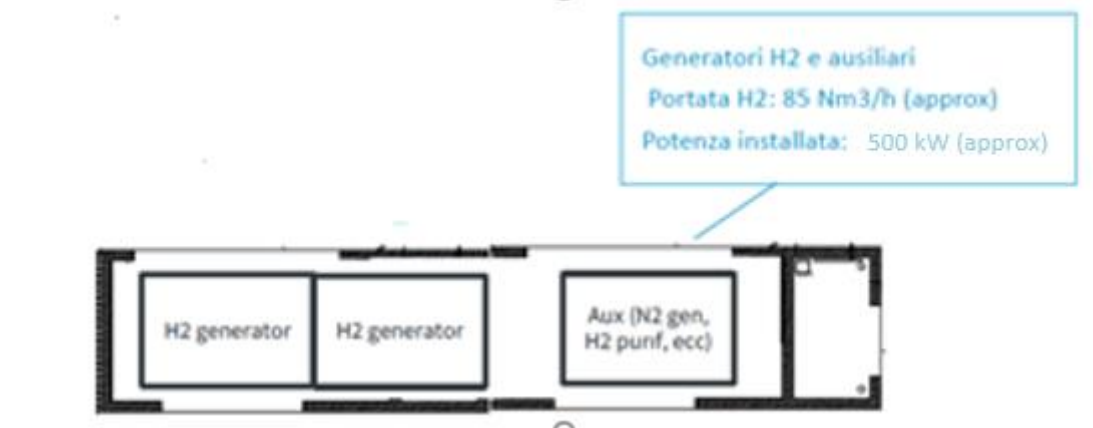 Generatori H2 e ausiliari
Portata H2: 85 Nm3/h (approx)
Potenza installata: 500 kW (approx)
H2 generator
H2 generator
Aux (N2 gen,
H2 purif, ecc)